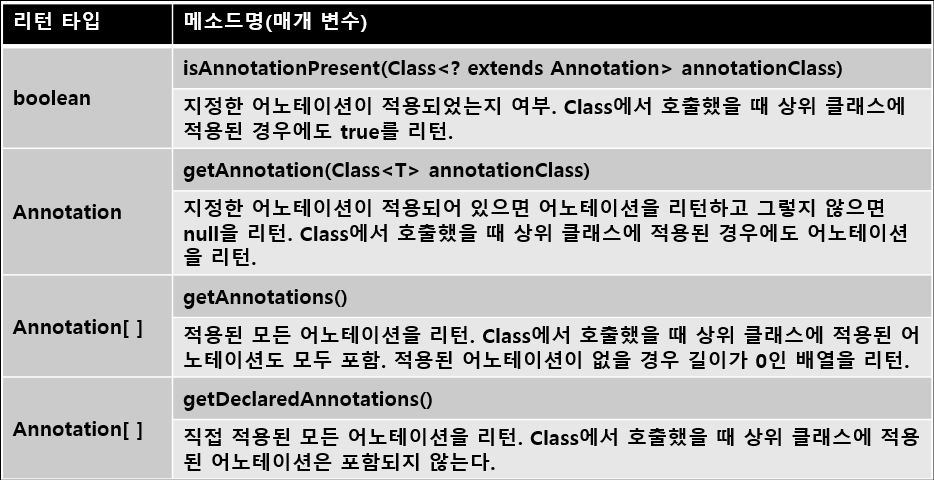 리턴 타입
메소드명(매개 변수)
boolean
isAnnotationPresent(Class<? extends Annotation> annotationClass)
지정한 어노테이션이 적용되었는지 여부. Class에서 호출했을 때 상위 클래스에
적용된 경우에도 true를 리턴.
Annotation
getAnnotation(Class<T> annotationClass)
지정한 어노테이션이 적용되어 있으면 어노테이션을 리턴하고 그렇지 않으면
null을 리턴. Class에서 호출했을 때 상위 클래스에 적용된 경우에도 어노테이션
을 리턴.
Annotation[ ]
getAnnotations()
적용된 모든 어노테이션을 리턴. Class에서 호출했을 때 상위 클래스에 적용된 어
노테이션도 모두 포함. 적용된 어노테이션이 없을 경우 길이가 0인 배열을 리턴.
Annotation[ ]
getDeclaredAnnotations()
직접 적용된 모든 어노테이션을 리턴. Class에서 호출했을 때 상위 클래스에 적용
된 어노테이션은 포함되지 않는다.